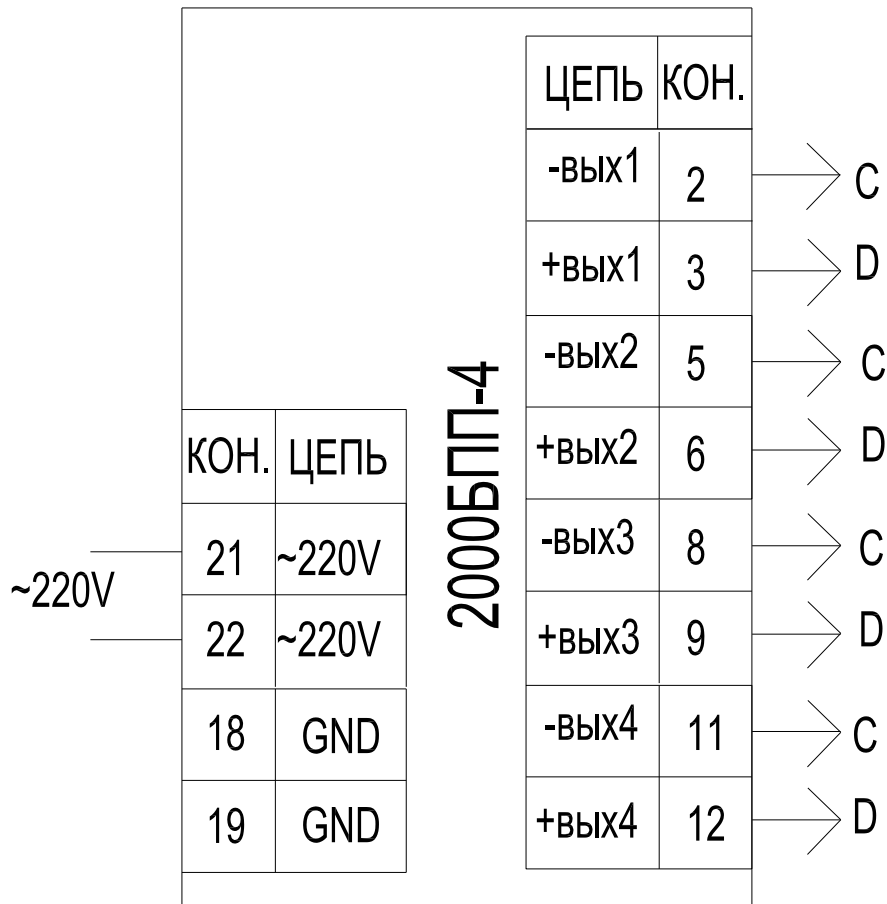 ЦЕПЬ КОН.
-вых1 2 C
+вых1 3 D
-вых2 5 C
+вых2 6 D
-вых3 8 C
+вых3 9 D
-вых4 11 C
+вых4 12 D
2000БПП-4
КОН. ЦЕПЬ
~220V
21 ~220V
22 ~220V
18 GND
19 GND